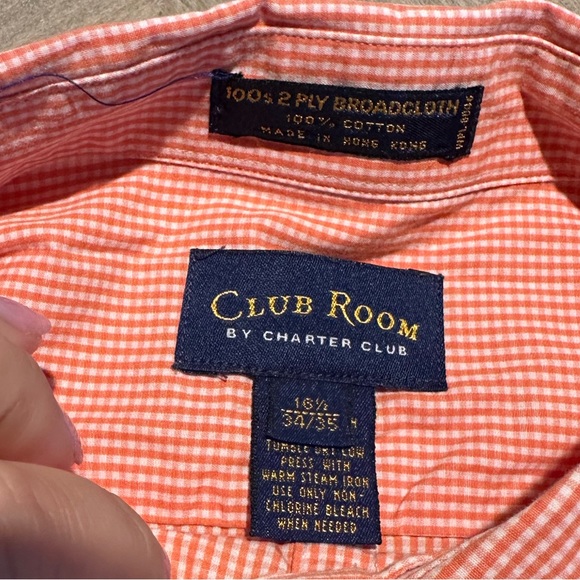 100s 2 PLY BROADCLOTH
100% COTTON
MADE IN HONG KONG
CLUB ROOM
BY CHARTER CLUB
16½
34/35
TUMBLE DRY LOW
PRESS WITH
WARM STEAM IRON
USE ONLY NON-
CHLORINE BLEACH
WHEN NEEDED